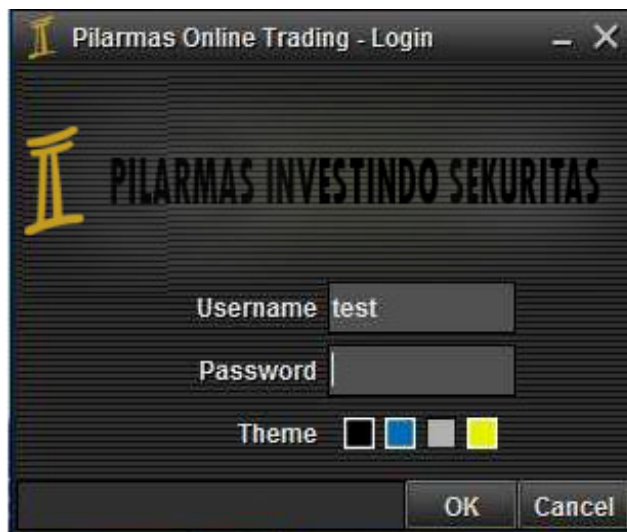 Pilarmas Online Trading - Login
PILARMAS INVESTINDO SEKURITAS
Username test
Password
Theme
OK Cancel